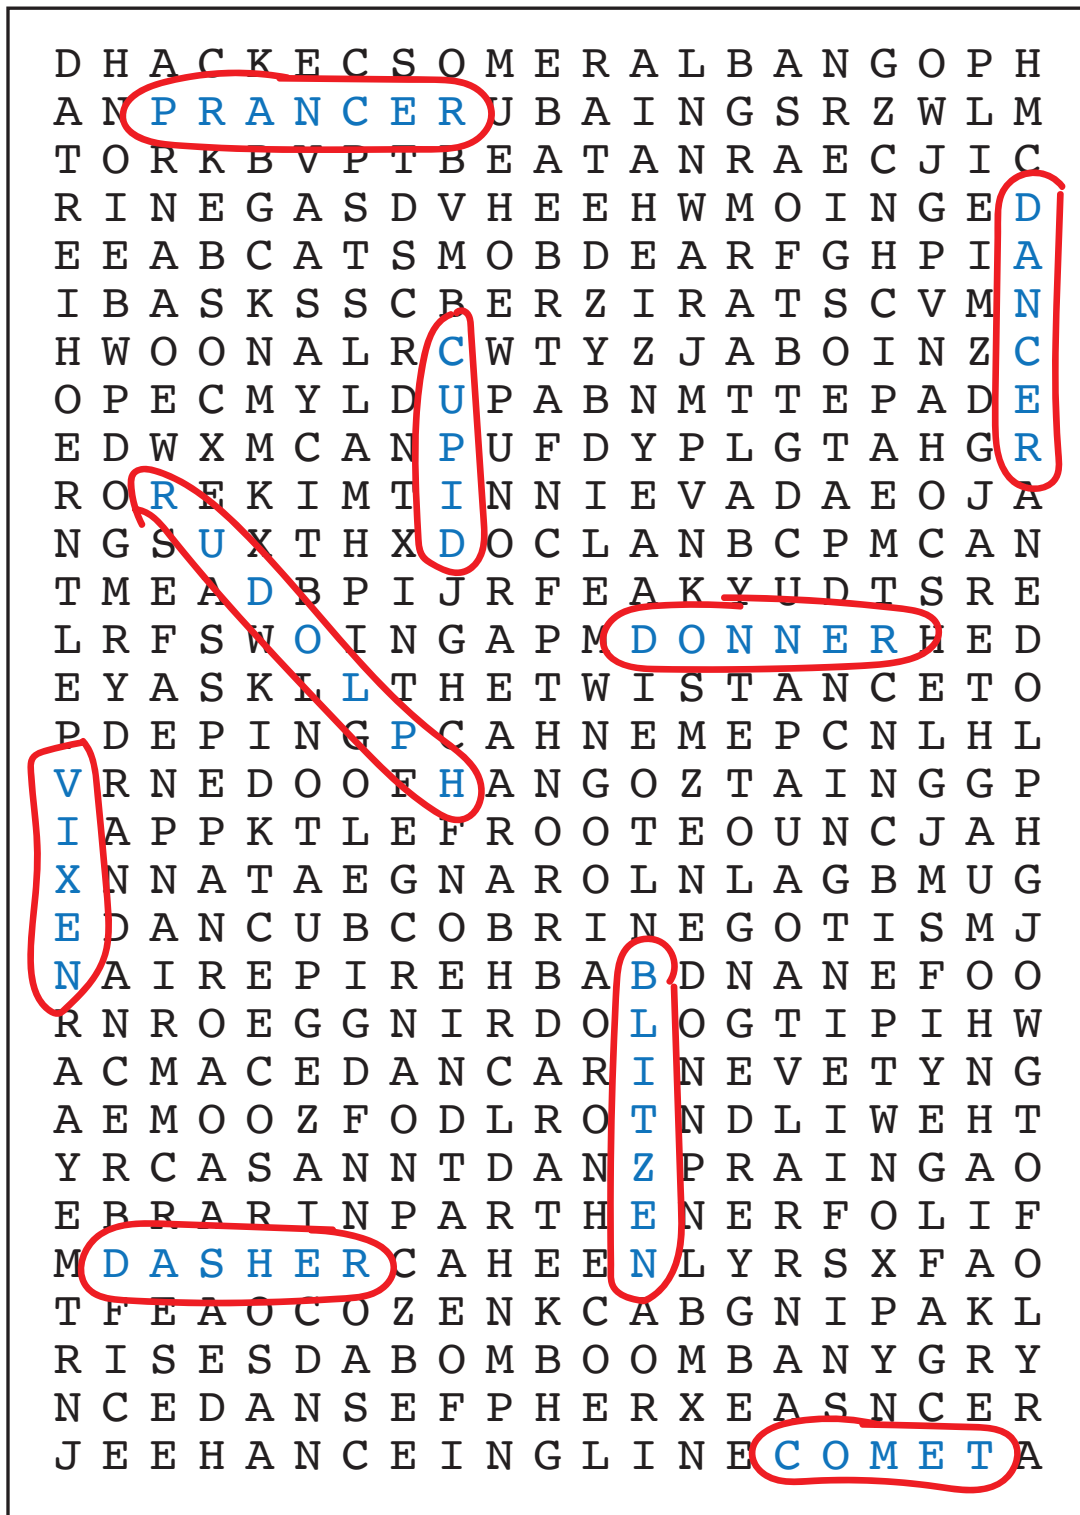 D H A C K E C S O M E R A L B A N G O P H
A N P R A N C E R U B A I N G S R Z W L M
T O R K B V P T B E A T A N R A E C J I C
R I N E G A S D V H E E H W M O I N G E D
E E A B C A T S M O B D E A R F G H P I A
I B A S K S S C B E R Z I R A T S C V M N
H W O O N A L R C W T Y Z J A B O I N Z C
O P E C M Y L D U P A B N M T T E P A D E
E D W X M C A N P U F D Y P L G T A H G R
R O R E K I M T I N N I E V A D A E O J A
N G S U X T H X D O C L A N B C P M C A N
T M E A D B P I J R F E A K Y U D T S R E
L R F S W O I N G A P M D O N N E R H E D
E Y A S K L L T H E T W I S T A N C E T O
P D E P I N G P C A H N E M E P C N L H L
V R N E D O O F H A N G O Z T A I N G G P
I A P P K T L E F R O O T E O U N C J A H
X N N A T A E G N A R O L N L A G B M U G
E D A N C U B C O B R I N E G O T I S M J
N A I R E P I R E H B A B D N A N E F O O
R N R O E G G N I R D O L O G T I P I H W
A C M A C E D A N C A R I N E V E T Y N G
A E M O O Z F O D L R O T N D L I W E H T
Y R C A S A N N T D A N Z P R A I N G A O
E B R A R I N P A R T H E N E R F O L I F
M D A S H E R C A H E E N L Y R S X F A O
T F E A O C O Z E N K C A B G N I P A K L
R I S E S D A B O M B O O M B A N Y G R Y
N C E D A N S E F P H E R X E A S N C E R
J E E H A N C E I N G L I N E C O M E T A